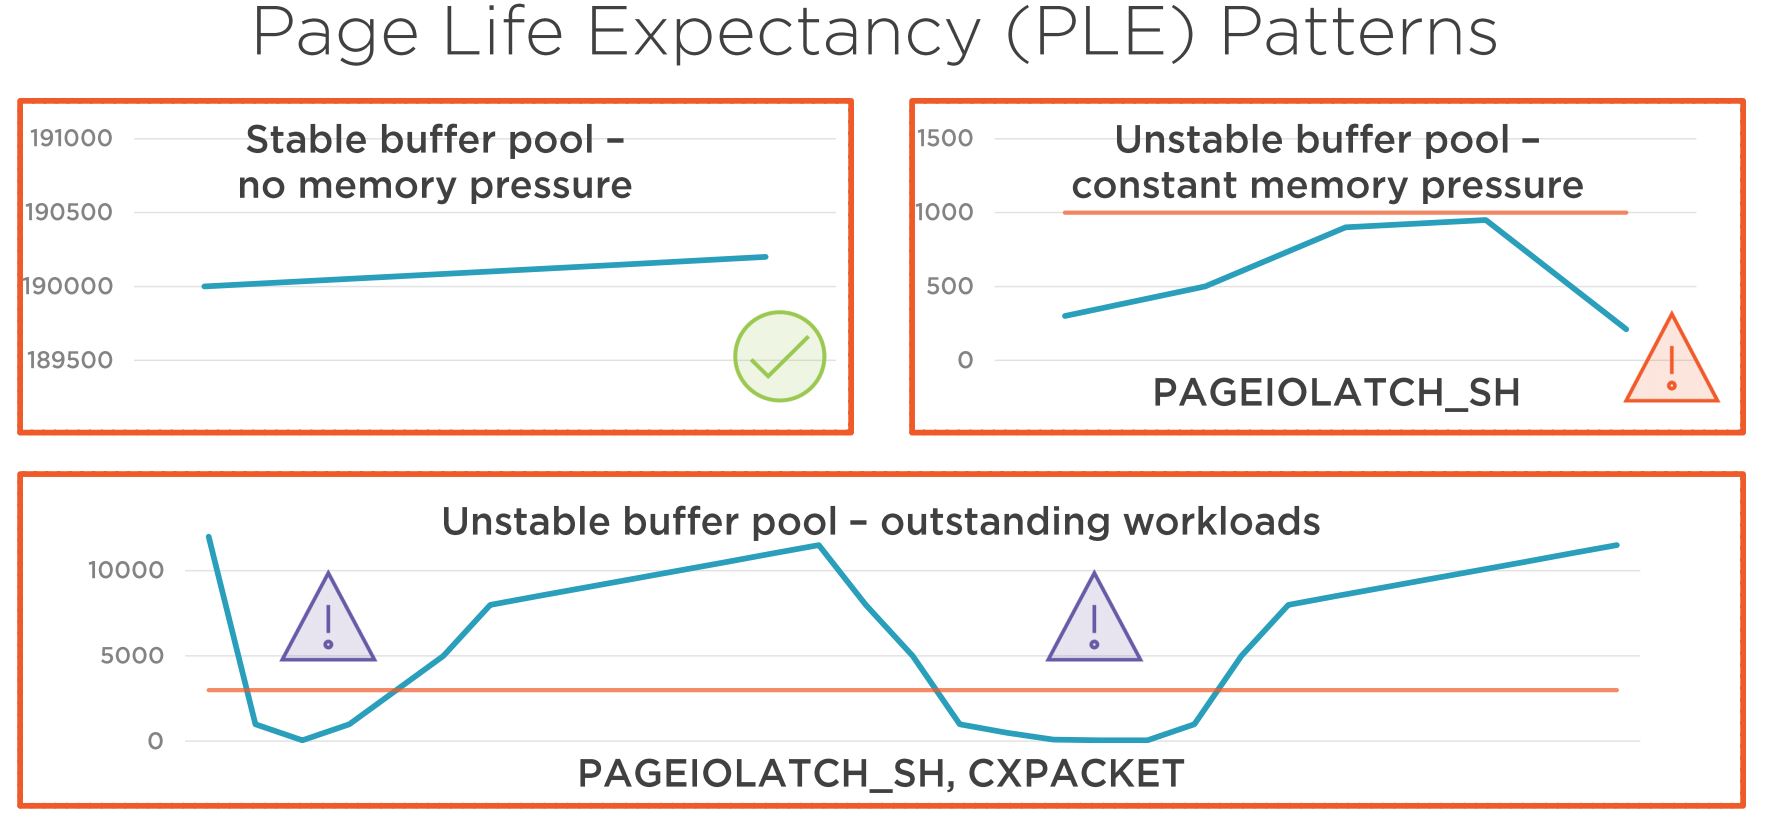 Page Life Expectancy (PLE) Patterns
Stable buffer pool –
no memory pressure
191000
190500
190000
189500
Unstable buffer pool –
constant memory pressure
1500
1000
500
0
PAGEIOLATCH_SH
Unstable buffer pool – outstanding workloads
10000
5000
0
PAGEIOLATCH_SH, CXPACKET